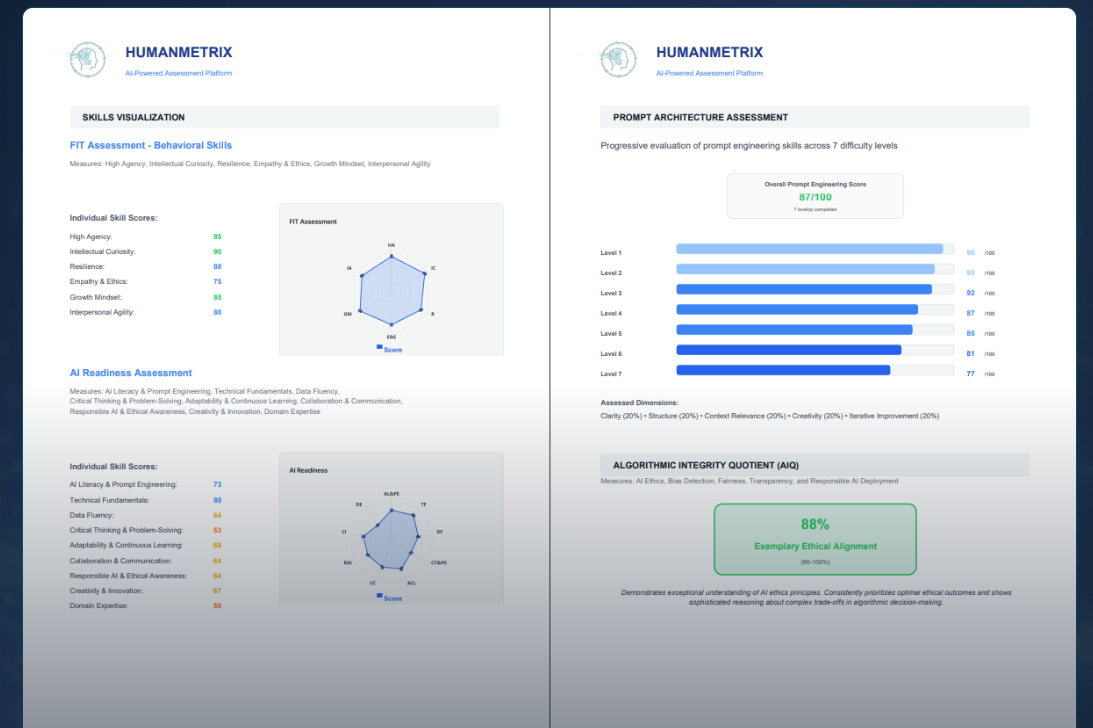 HUMANMETRIX
AI-Powered Assessment Platform
SKILLS VISUALIZATION
FIT Assessment - Behavioral Skills
Measures: High Agency, Intellectual Curiosity, Resilience, Empathy & Ethics, Growth Mindset, Interpersonal Agility
Individual Skill Scores:
High Agency: 85
Intellectual Curiosity: 90
Resilience: 80
Empathy & Ethics: 75
Growth Mindset: 85
Interpersonal Agility: 80
FIT Assessment
HA
IA
IC
GM
R
E&E
Score
AI Readiness Assessment
Measures: AI Literacy & Prompt Engineering, Technical Fundamentals, Data Fluency,
Critical Thinking & Problem-Solving, Adaptability & Continuous Learning, Collaboration & Communication,
Responsible AI & Ethical Awareness, Creativity & Innovation, Domain Expertise
Individual Skill Scores:
AI Literacy & Prompt Engineering: 73
Technical Fundamentals: 80
Data Fluency: 64
Critical Thinking & Problem-Solving: 53
Adaptability & Continuous Learning:
Collaboration & Communication: 64
Responsible AI & Ethical Awareness: 64
Creativity & Innovation: 67
Domain Expertise:
AI Readiness
AL&PE
DE
TF
CI
DF
RAI
CT&PS
CC
ACL
Score
HUMANMETRIX
AI-Powered Assessment Platform
PROMPT ARCHITECTURE ASSESSMENT
Progressive evaluation of prompt engineering skills across 7 difficulty levels
Overall Prompt Engineering Score
87/100
7 level(s) completed
Level 1 96 /100
Level 2 93 /100
Level 3 92 /100
Level 4 87 /100
Level 5 85 /100
Level 6 81 /100
Level 7 77 /100
Assessed Dimensions:
Clarity (20%) • Structure (20%) • Context Relevance (20%) • Creativity (20%) • Iterative Improvement (20%)
ALGORITHMIC INTEGRITY QUOTIENT (AIQ)
Measures: AI Ethics, Bias Detection, Fairness, Transparency, and Responsible AI Deployment
88%
Exemplary Ethical Alignment
(80-100%)
Demonstrates exceptional understanding of AI ethics principles. Consistently prioritizes optimal ethical outcomes and shows
sophisticated reasoning about complex trade-offs in algorithmic decision-making.